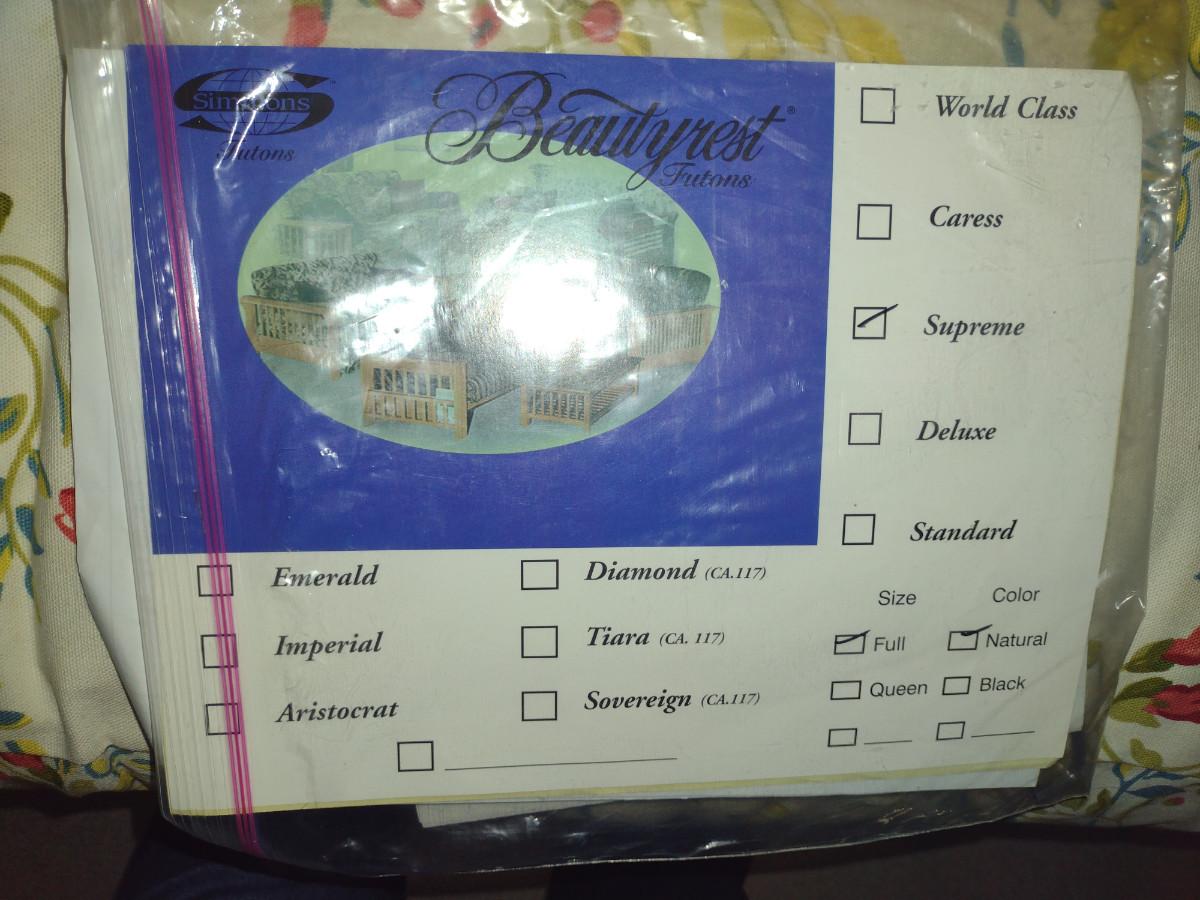 Simmons
Futons
Beautyrest®
Futons
World Class
Caress
Supreme
Deluxe
Standard
Emerald
Imperial
Aristocrat
Diamond (CA.117)
Tiara (CA. 117)
Sovereign (CA.117)
Size
Color
Full
Natural
Queen
Black